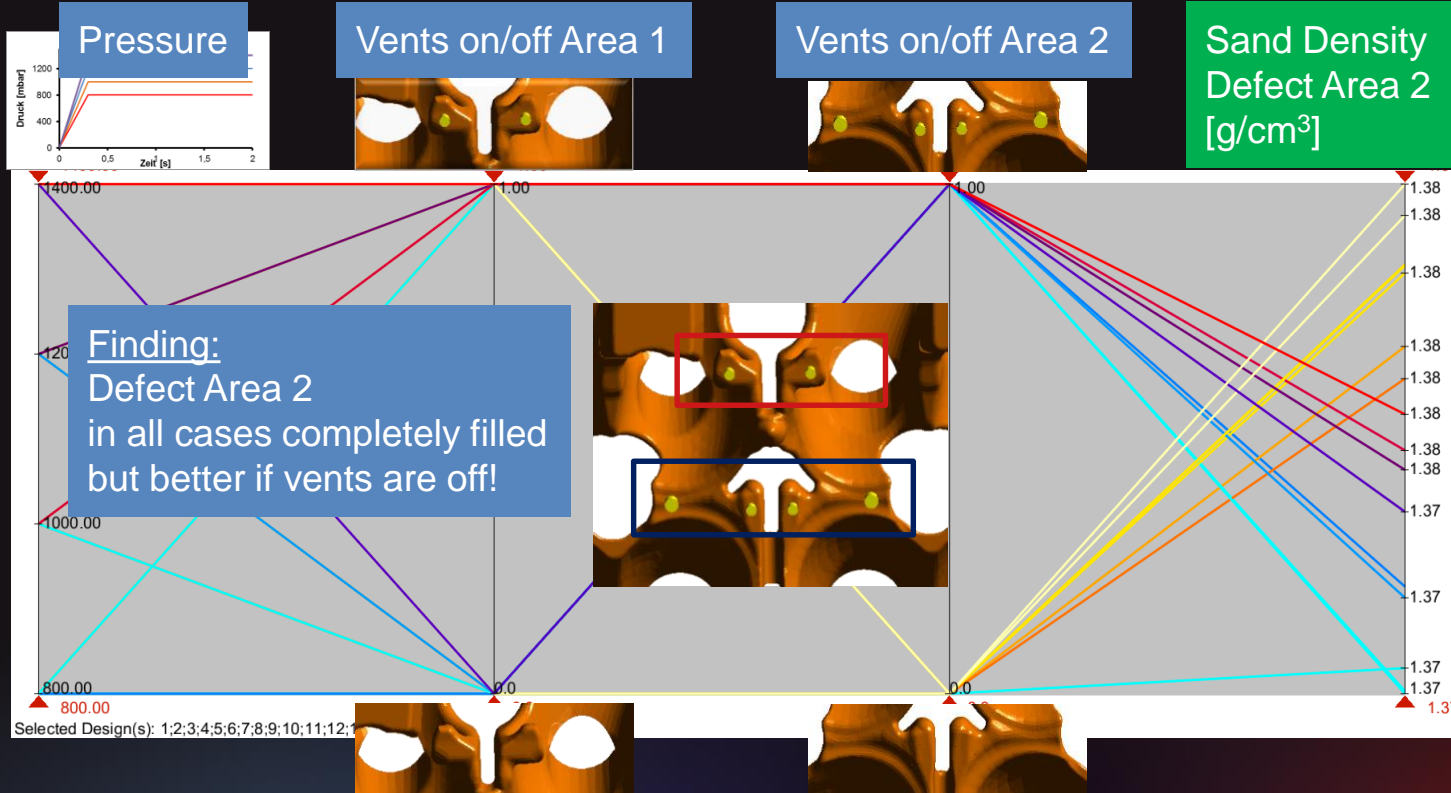 Pressure
Vents on/off Area 1
Vents on/off Area 2
Sand Density
Defect Area 2
[g/cm³]
Druck [mbar]
1200
800
400
0
0
0,5
1
1,5
2
Zeit [s]
1400.00
1.00
1.00
1.38
1.38
1.38
1.38
1.38
1.38
1.38
1.38
1.37
1.37
1.37
1.37
Finding:
Defect Area 2
in all cases completely filled
but better if vents are off!
1000.00
800.00
0.0
0.0
800.00
Selected Design(s): 1;2;3;4;5;6;7;8;9;10;11;12;